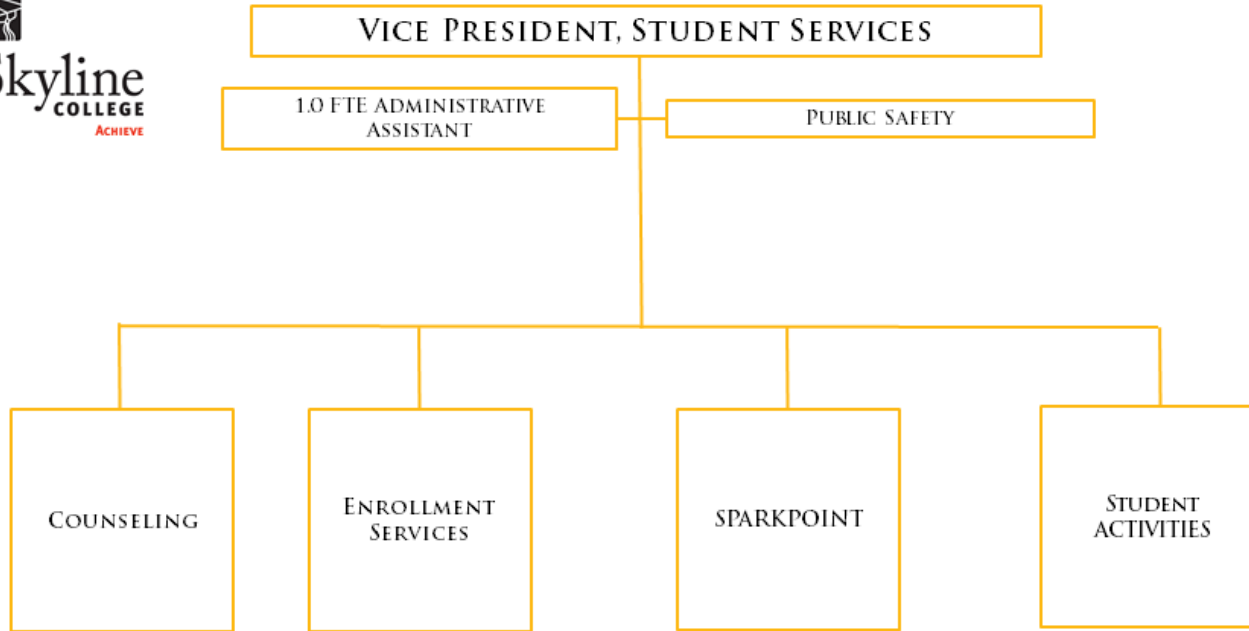 Vice President, Student Services
Skyline
COLLEGE
ACHIEVE
1.0 FTE Administrative
Assistant
Public Safety
Counseling
Enrollment
Services
SPARKPOINT
Student
ACTIVITIES